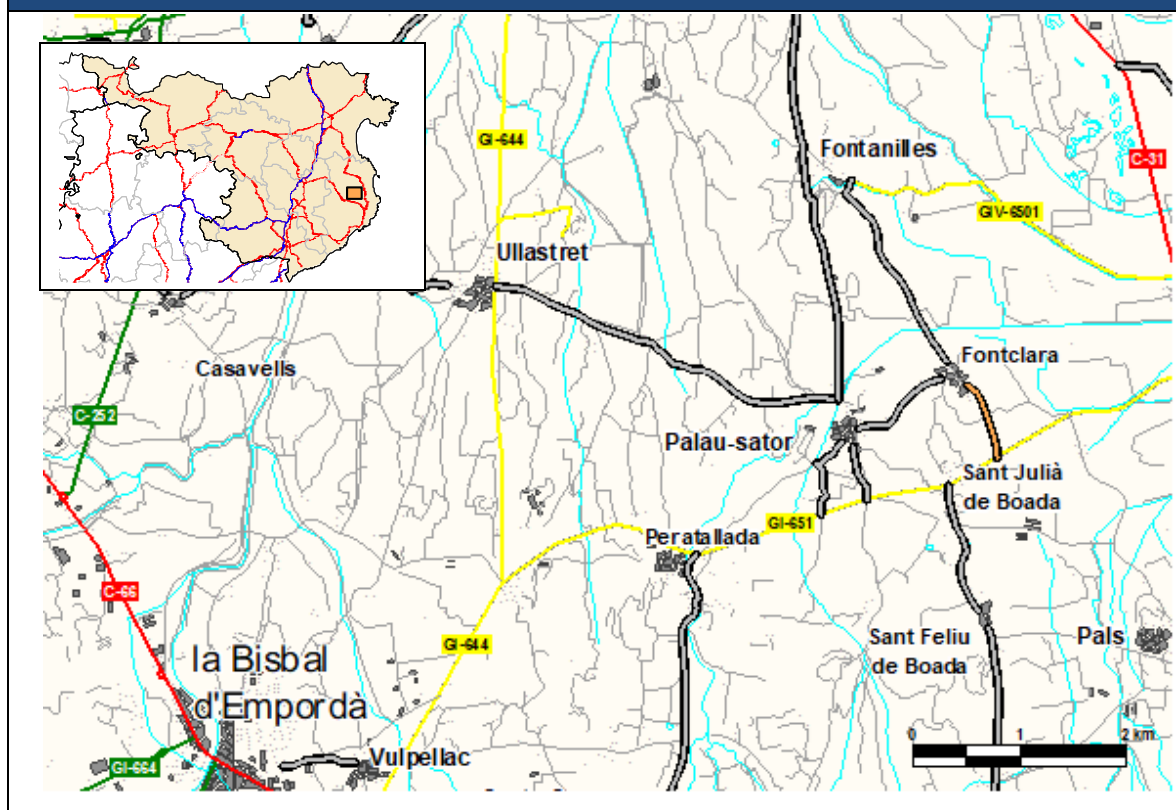 GI-644
Fontanilles
C-31
GIV-6501
Ullastret
Casavells
Fontclara
C-252
Palau-sator
Sant Julià
de Boada
GI-651
Peratallada
C-66
GI-644
Sant Feliu
de Boada
Pals
la Bisbal
d'Empordà
0 1 2 km
Vulpellac
GI-664